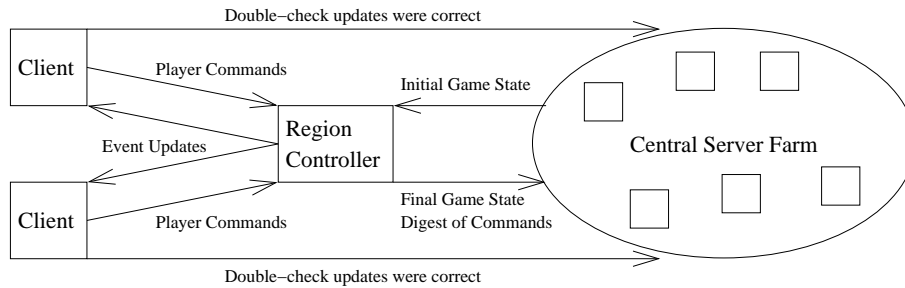 Double-check updates were correct
Client
Player Commands
Initial Game State
Event Updates
Region
Controller
Central Server Farm
Client
Player Commands
Final Game State
Digest of Commands
Double-check updates were correct